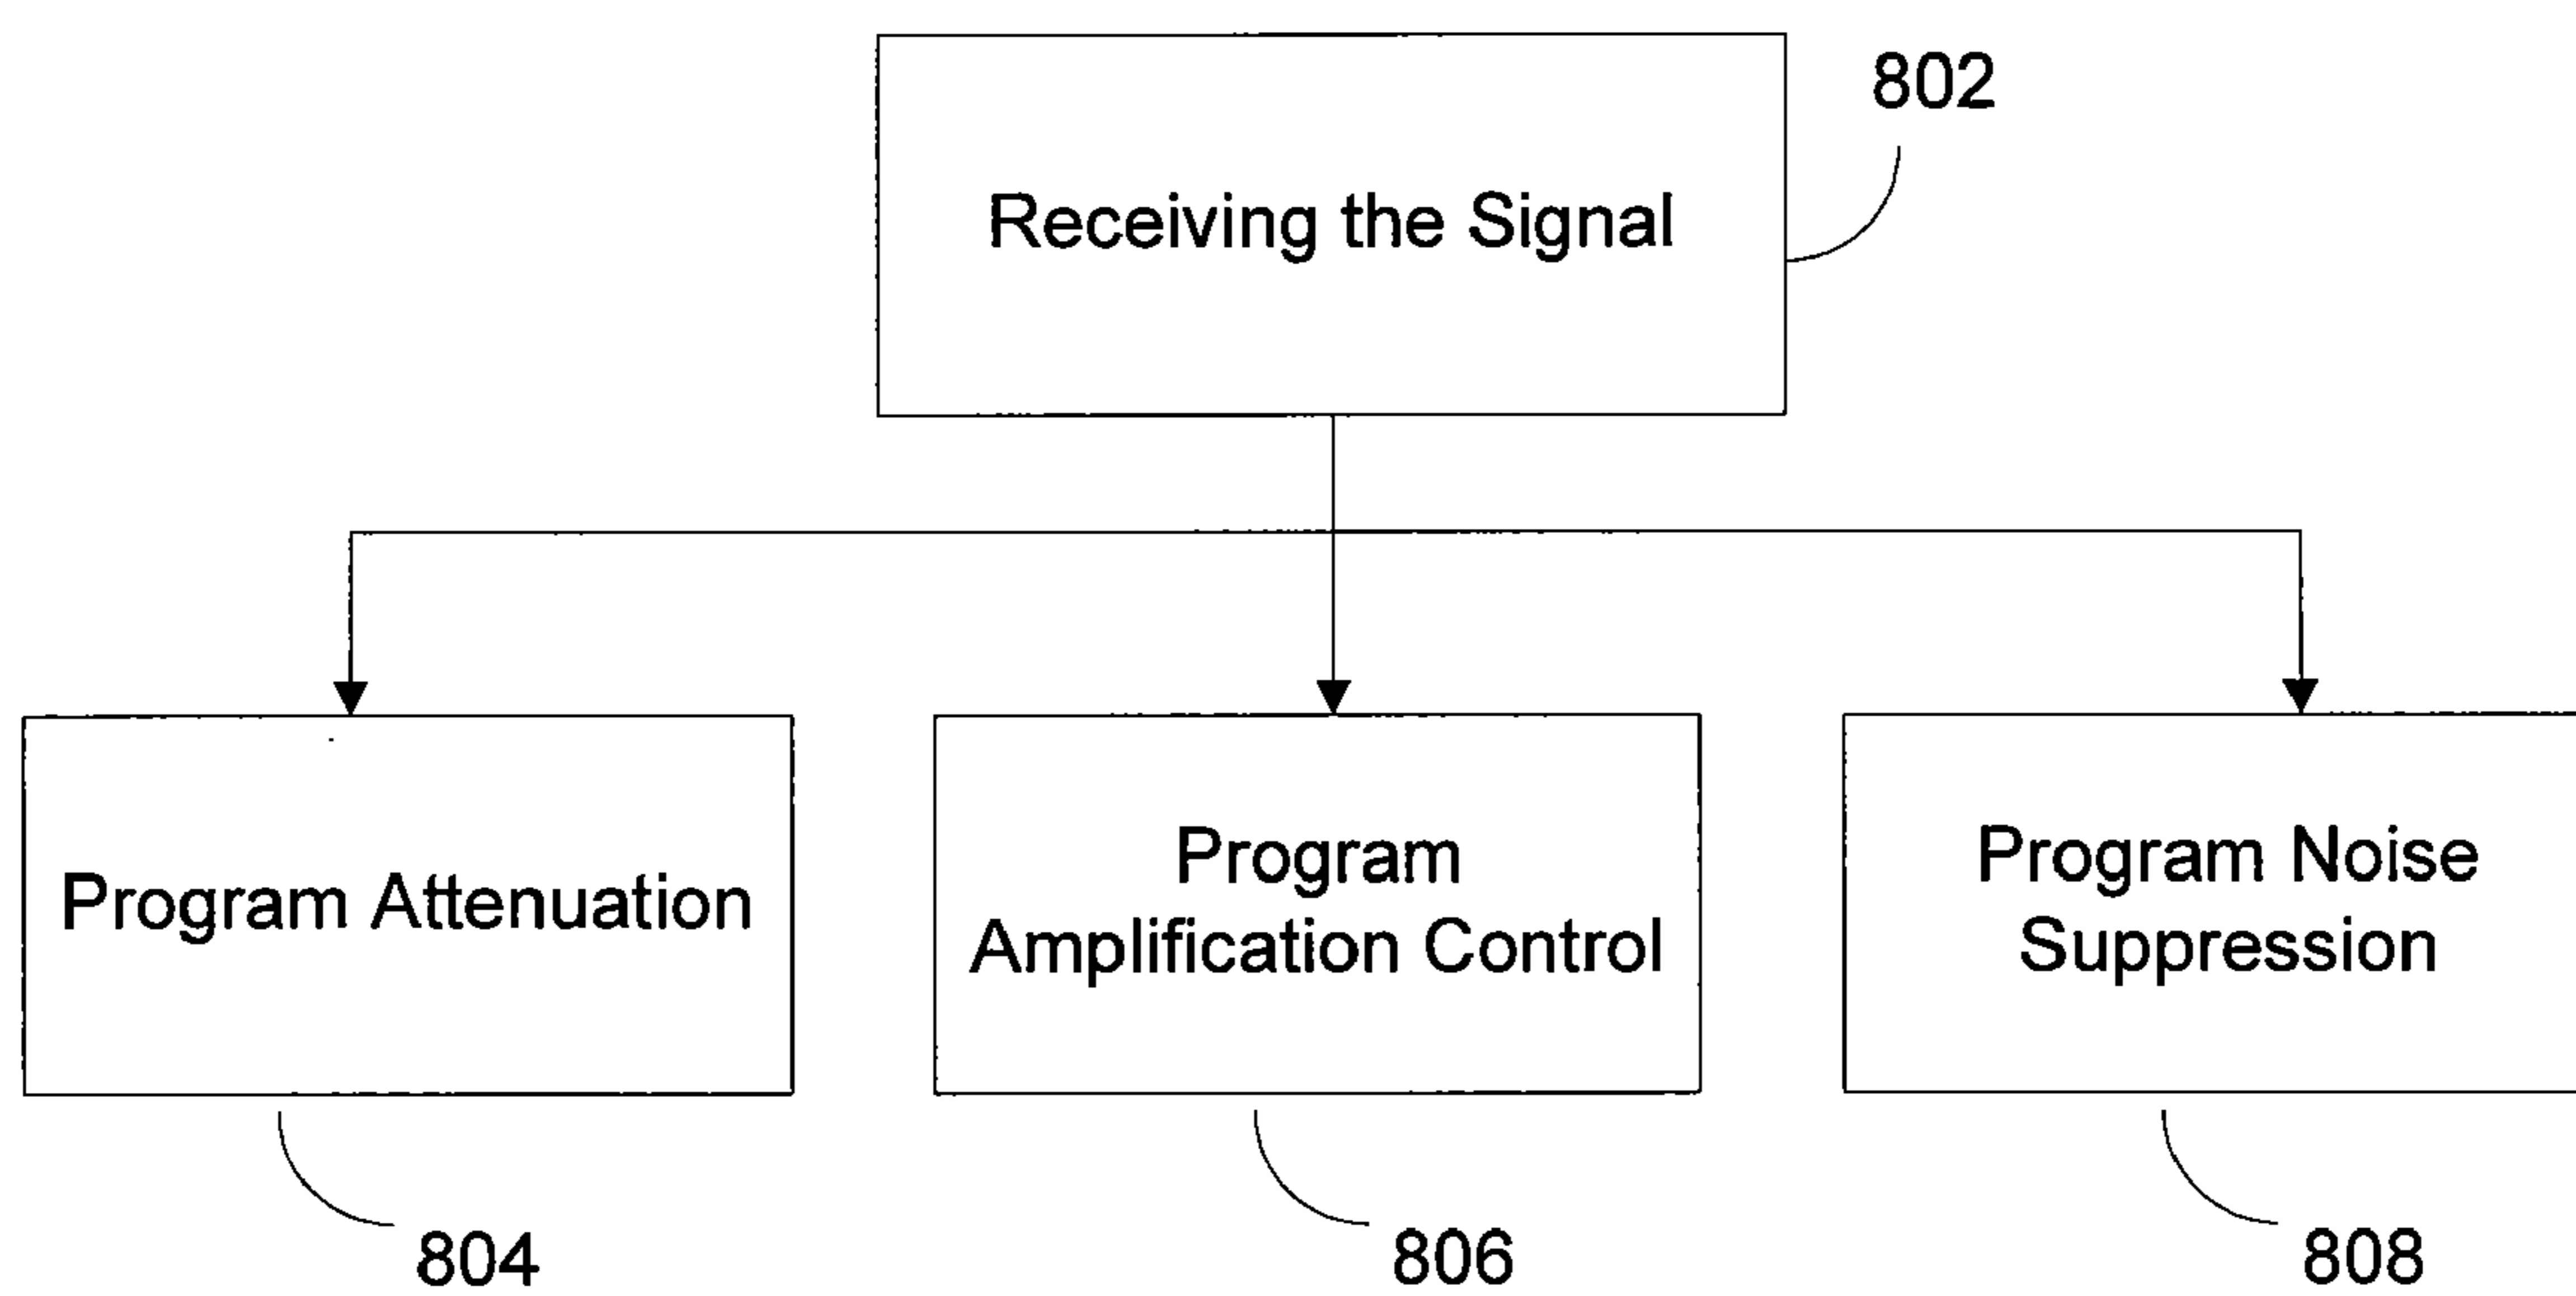 802
Receiving the Signal
Program Attenuation
Program
Amplification Control
Program Noise
Suppression
804
806
808